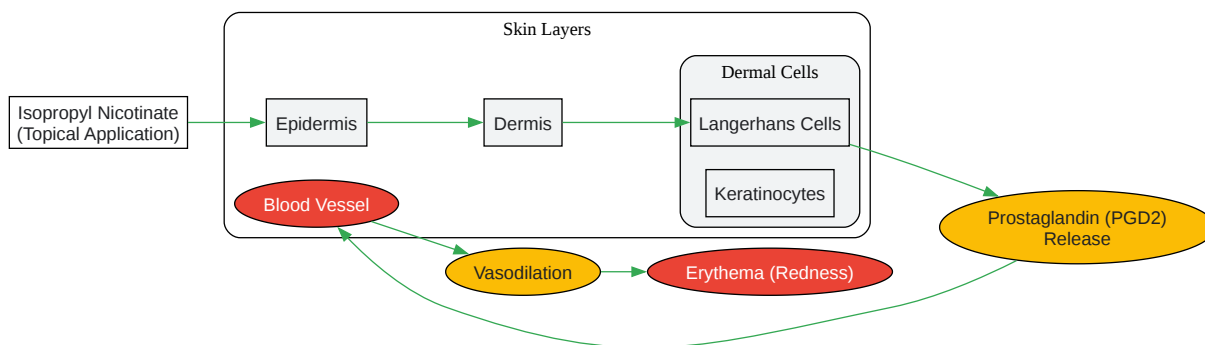 Skin Layers
Dermal Cells
Isopropyl Nicotinate
(Topical Application)
Epidermis
Dermis
Langerhans Cells
Keratinocytes
Blood Vessel
Prostaglandin (PGD2)
Release
Vasodilation
Erythema (Redness)